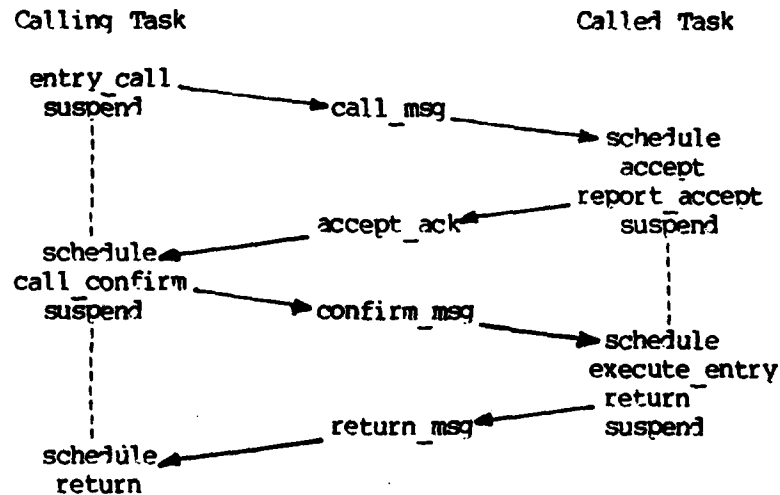 Calling Task
Called Task
entry_call
suspend
call_msg
schedule
accept
report_accept
suspend
accept_ack
schedule
call_confirm
suspend
confirm_msg
schedule
execute_entry
return
suspend
return_msg
schedule
return